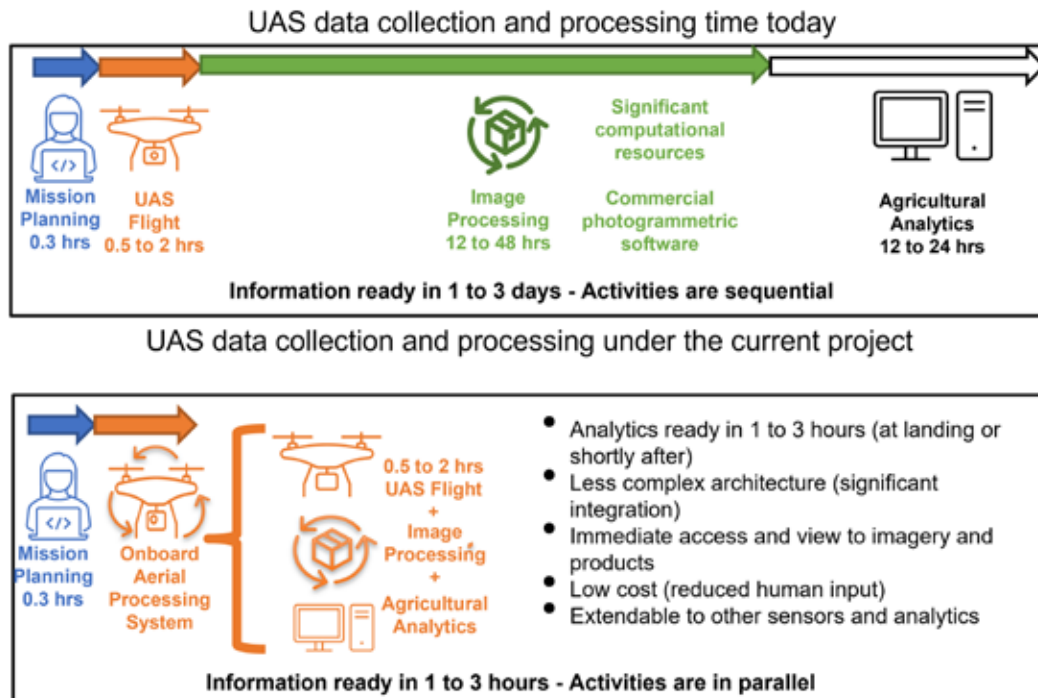 UAS data collection and processing time today
</>
Mission
Planning
0.3 hrs
UAS
Flight
0.5 to 2 hrs
Image
Processing
12 to 48 hrs
Significant
computational
resources
Commercial
photogrammetric
software
Agricultural
Analytics
12 to 24 hrs
Information ready in 1 to 3 days - Activities are sequential
UAS data collection and processing under the current project
</>
Mission
Planning
0.3 hrs
Onboard
Aerial
Processing
System
0.5 to 2 hrs
UAS Flight
+
Image
Processing
+
Agricultural
Analytics
• Analytics ready in 1 to 3 hours (at landing or
shortly after)
• Less complex architecture (significant
integration)
• Immediate access and view to imagery and
products
• Low cost (reduced human input)
• Extendable to other sensors and analytics
Information ready in 1 to 3 hours - Activities are in parallel